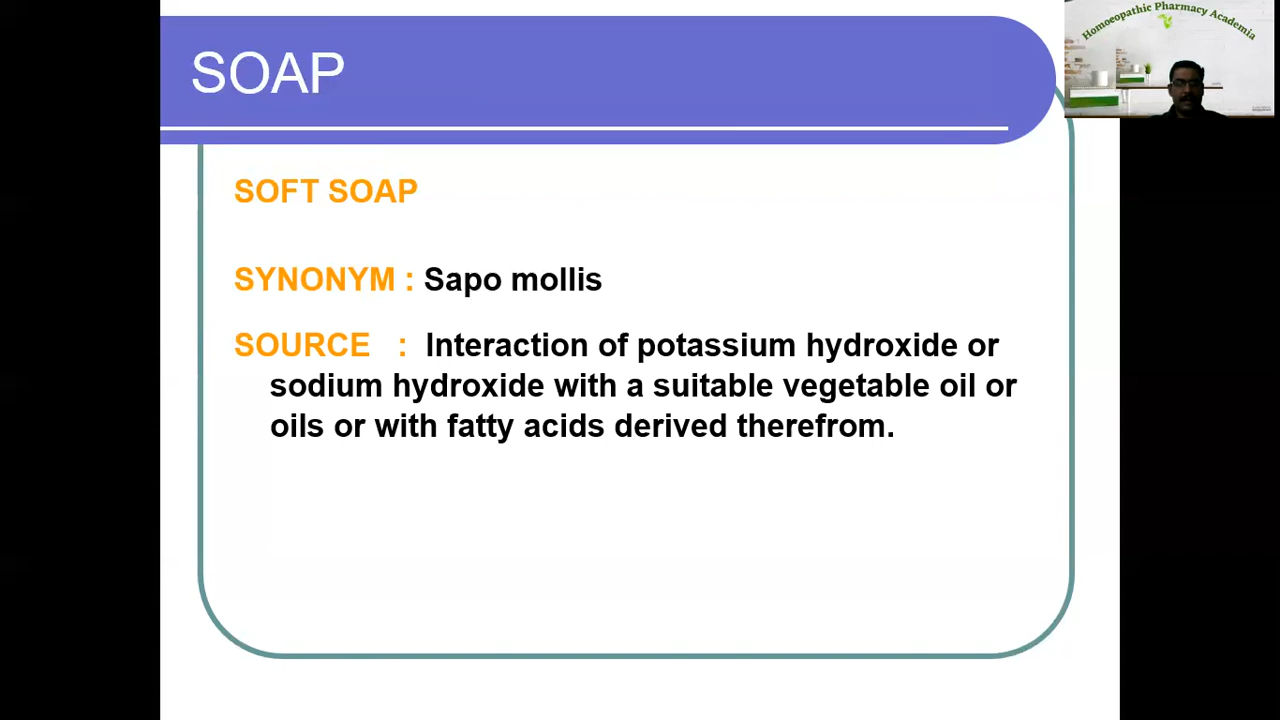 Homoeopathic Pharmacy Academia
SOAP
SOFT SOAP
SYNONYM : Sapo mollis
SOURCE : Interaction of potassium hydroxide or
sodium hydroxide with a suitable vegetable oil or
oils or with fatty acids derived therefrom.